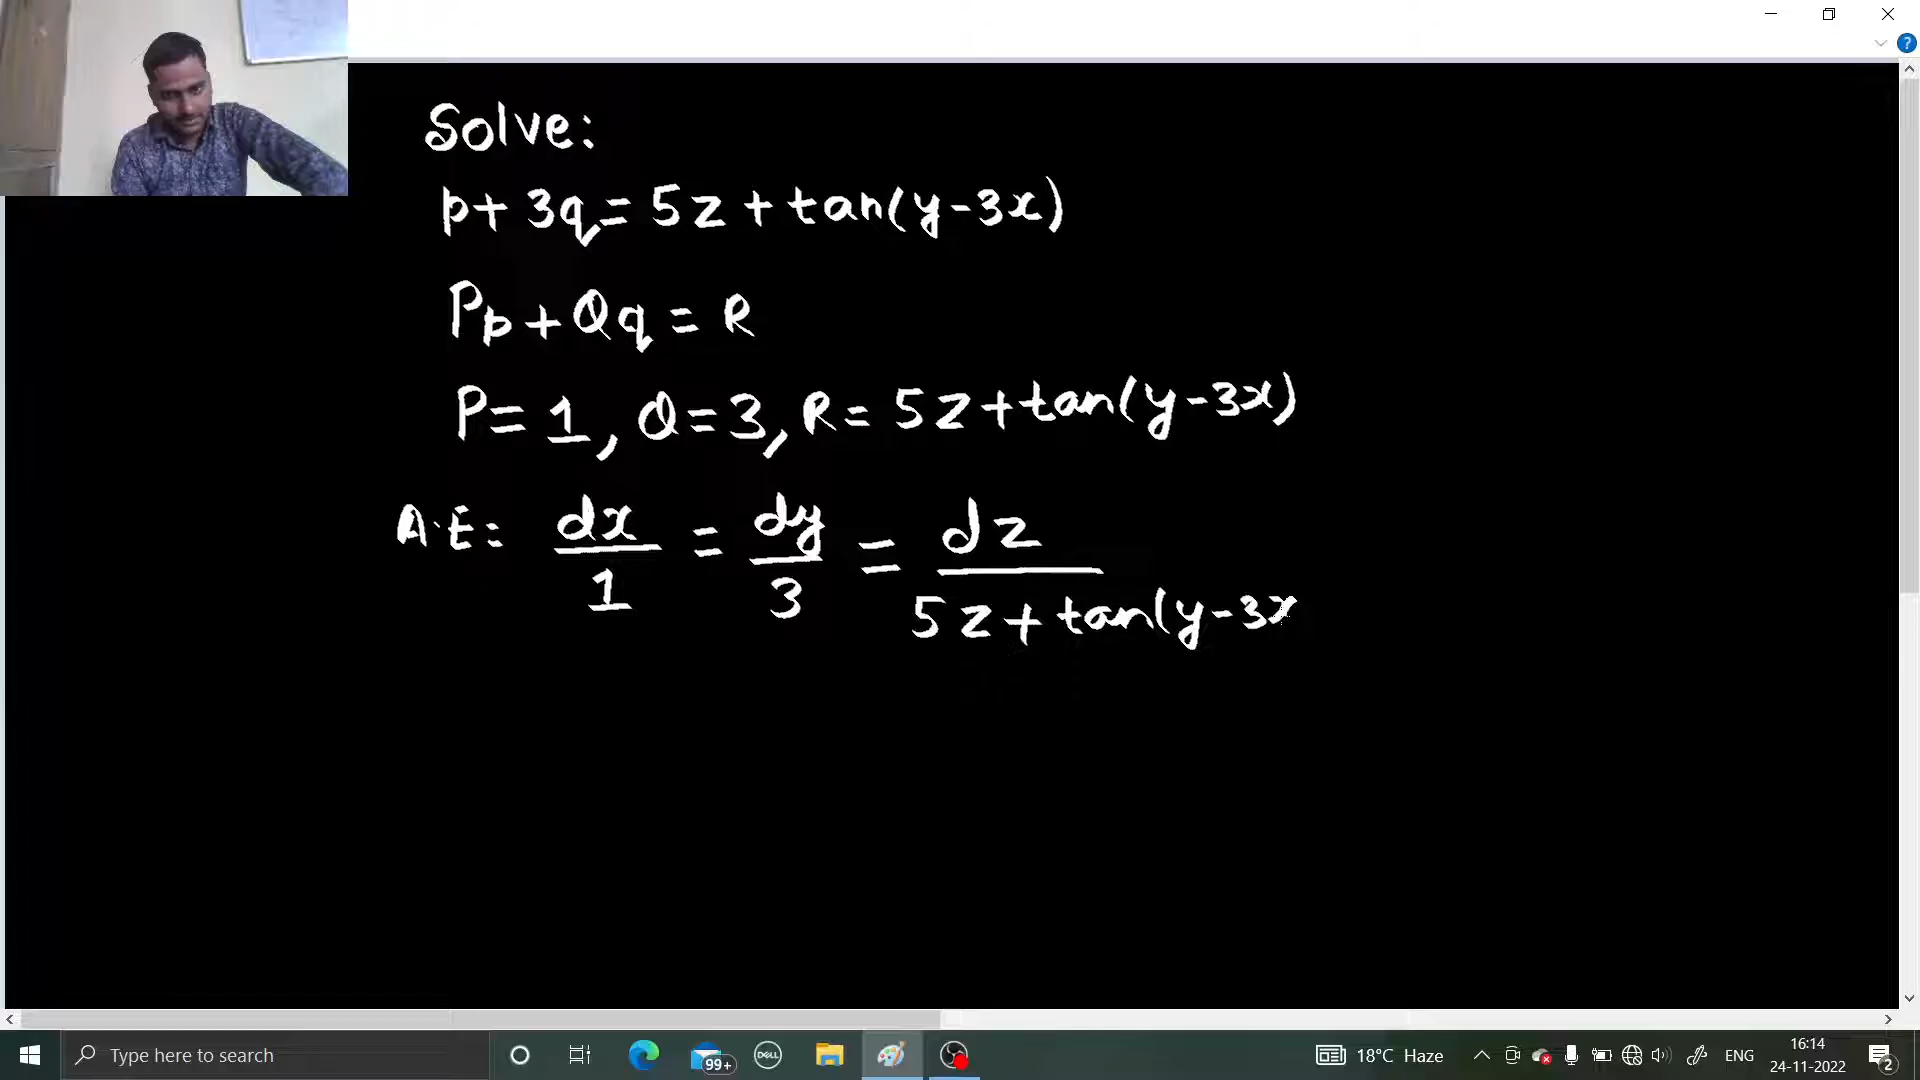 Solve:
p+3q=5z+tan(y-3x)
Pp+Qq=R
P=1, Q=3, R=5z+tan(y-3x)
A.E: dx/1 = dy/3 = dz/5z+tan(y-3x
Type here to search
99+
DELL
18°C Haze
ENG
16:14
24-11-2022
2
?